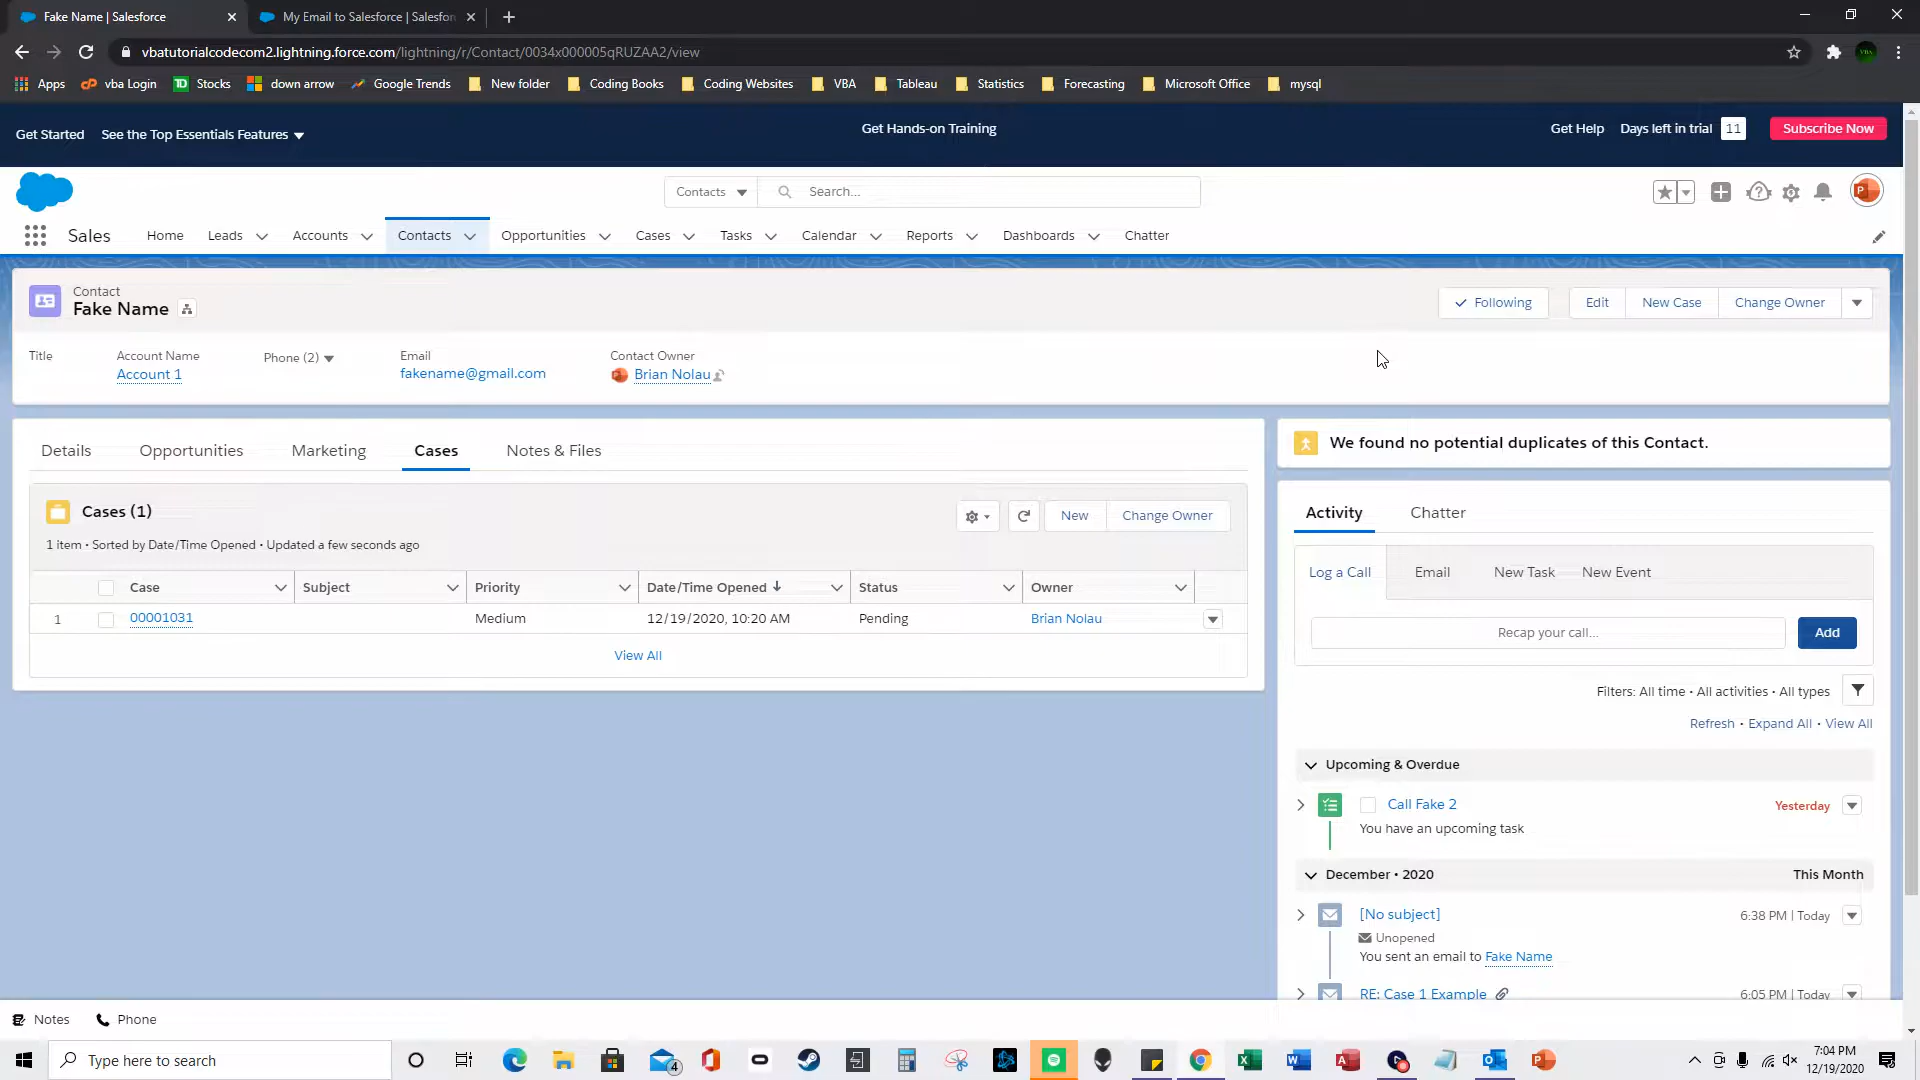 Fake Name | Salesforce
My Email to Salesforce | Salesfor
vbatutorialcodecom2.lightning.force.com/lightning/r/Contact/0034x000005qRUZAA2/view
Apps
vba Login
Stocks
down arrow
Google Trends
New folder
Coding Books
Coding Websites
VBA
Tableau
Statistics
Forecasting
Microsoft Office
mysql
Get Started
See the Top Essentials Features
Get Hands-on Training
Get Help
Days left in trial 11
Subscribe Now
Contacts
Search...
Sales
Home
Leads
Accounts
Contacts
Opportunities
Cases
Tasks
Calendar
Reports
Dashboards
Chatter
Contact
Fake Name
Following
Edit
New Case
Change Owner
Title
Account Name
Account 1
Phone (2)
Email
fakename@gmail.com
Contact Owner
Brian Nolau
Details
Opportunities
Marketing
Cases
Notes & Files
Cases (1)
1 item • Sorted by Date/Time Opened • Updated a few seconds ago
New
Change Owner
Case
Subject
Priority
Date/Time Opened
Status
Owner
1
00001031
Medium
12/19/2020, 10:20 AM
Pending
Brian Nolau
View All
We found no potential duplicates of this Contact.
Activity
Chatter
Log a Call
Email
New Task
New Event
Recap your call...
Add
Filters: All time • All activities • All types
Refresh • Expand All • View All
Upcoming & Overdue
Call Fake 2
Yesterday
You have an upcoming task
December • 2020
This Month
[No subject]
6:38 PM | Today
Unopened
You sent an email to Fake Name
RE: Case 1 Example
6:05 PM | Today
Notes
Phone
Type here to search
4
7:04 PM
12/19/2020